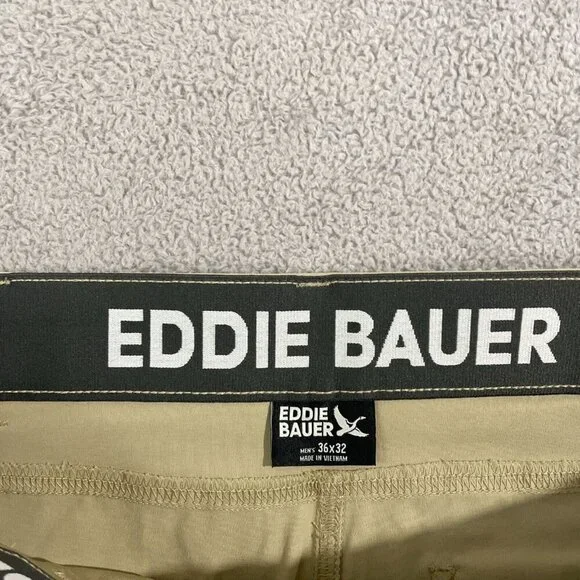 EDDIE BAUER
EDDIE
BAUER
MEN'S 36X32
MADE IN VIETNAM